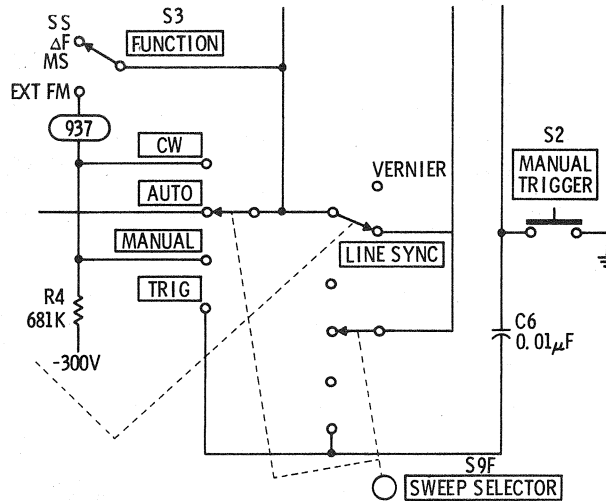 S3
SS
ΔF
MS
FUNCTION
EXT FM
937
CW
S2
MANUAL
TRIGGER
VERNIER
AUTO
MANUAL
LINE SYNC
TRIG
R4
681K
C6
0.01μF
-300V
S9F
SWEEP SELECTOR